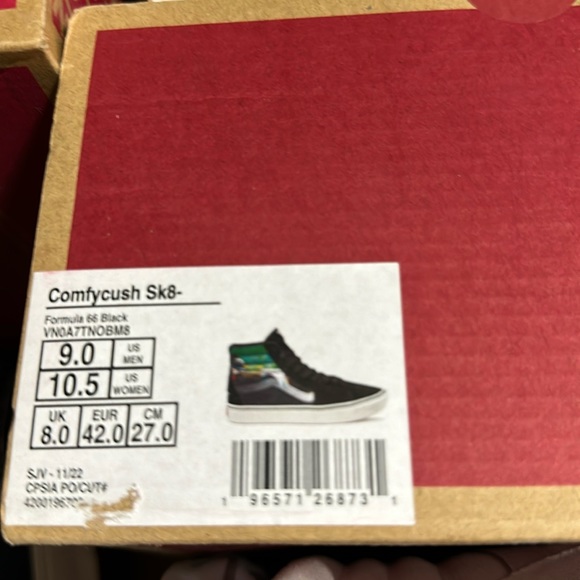 Comfycush Sk8-
Formula 66 Black
VN0A7TNOBM8
9.0 US MEN
10.5 US WOMEN
UK EUR CM
8.0 42.0 27.0
SJV - 11/22
CPSIA PO/CUT#
1 96571 26873 1